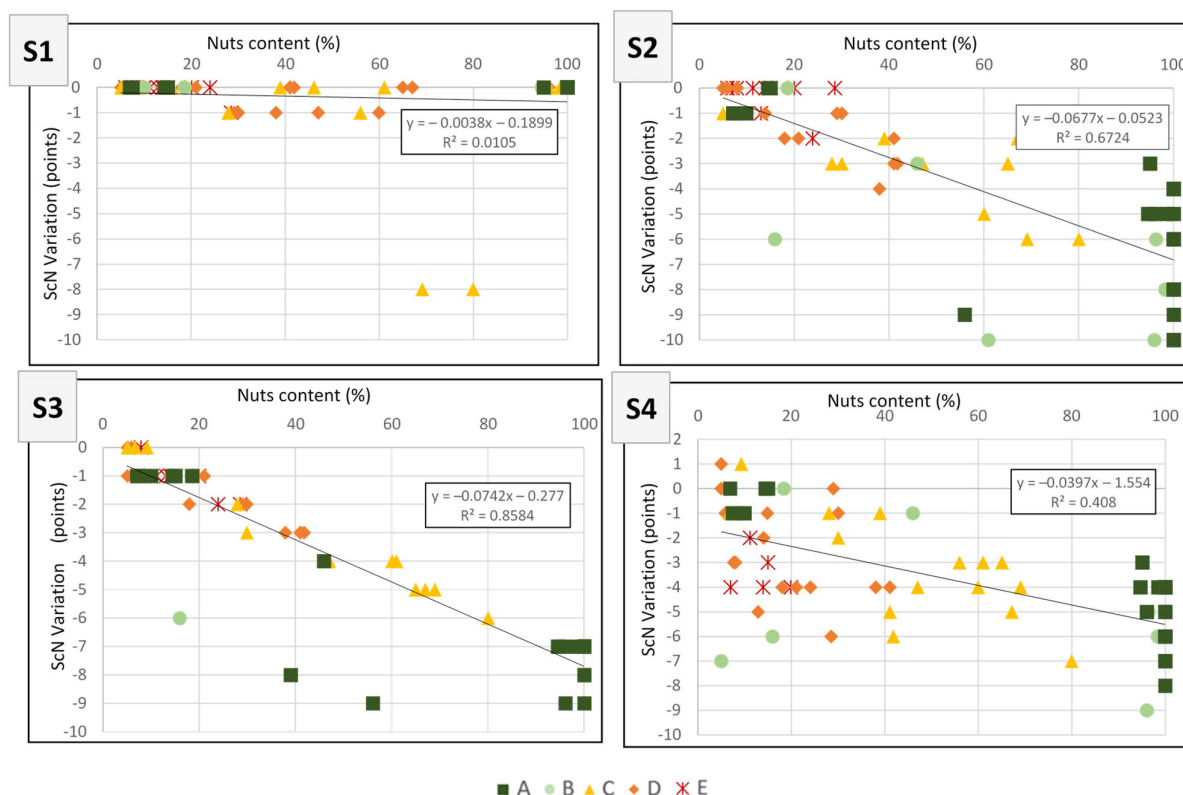 S1
Nuts content (%)
0 20 40 60 80 100
0
-1
-2
-3
-4
-5
-6
-7
-8
-9
-10
ScN Variation (points)
y = − 0.0038x − 0.1899
R² = 0.0105
S2
Nuts content (%)
0 20 40 60 80 100
0
-1
-2
-3
-4
-5
-6
-7
-8
-9
-10
ScN Variation (points)
y = −0.0677x − 0.0523
R² = 0.6724
S3
Nuts content (%)
0 20 40 60 80 100
0
-1
-2
-3
-4
-5
-6
-7
-8
-9
-10
ScN Variation (points)
y = −0.0742x − 0.277
R² = 0.8584
S4
Nuts content (%)
0 20 40 60 80 100
2
1
0
-1
-2
-3
-4
-5
-6
-7
-8
-9
-10
ScN Variation (points)
y = −0.0397x − 1.554
R² = 0.408
A B C D E